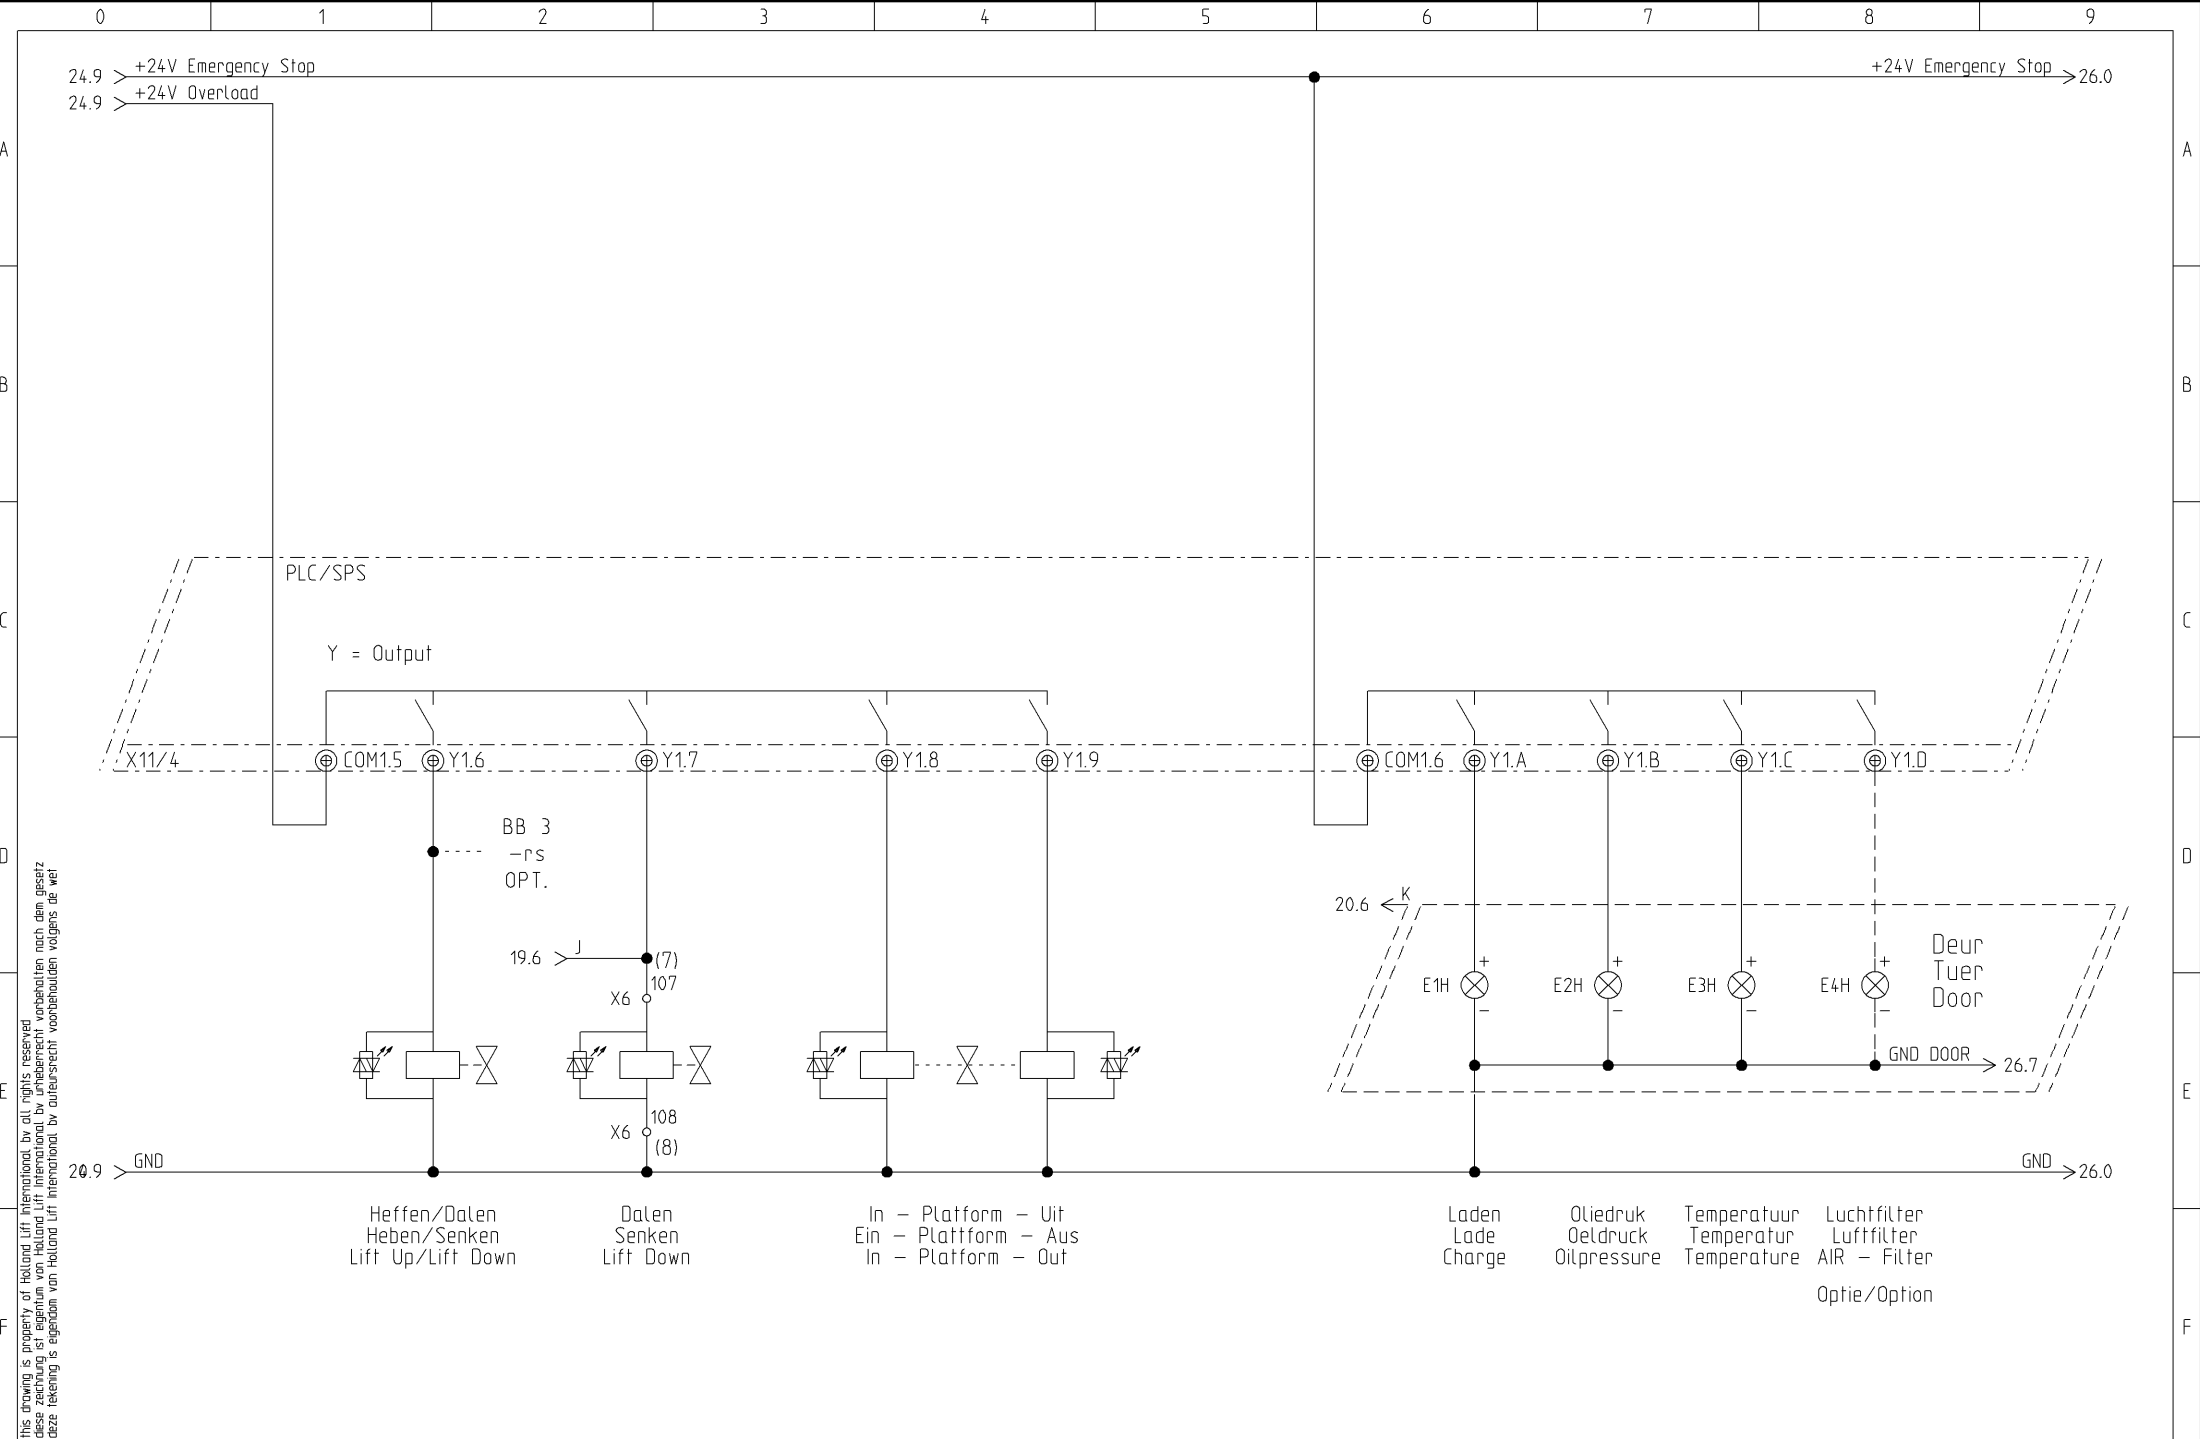 0 1 2 3 4 5 6 7 8 9
24.9 +24V Emergency Stop +24V Emergency Stop 26.0
24.9 +24V Overload
A A
B B
PLC/SPS
C C
Y = Output
X11/4 COM1.5 Y1.6 Y1.7 Y1.8 Y1.9 COM1.6 Y1.A Y1.B Y1.C Y1.D
BB 3
-rs
OPT.
D D
20.6 K
Deur
Tuer
Door
19.6 J (7)
107
X6
+ + + +
E1H E2H E3H E4H
- - - -
GND DOOR 26.7
E E
108
X6
(8)
GND GND 26.0
Heffen/Dalen Dalen In - Platform - Uit Laden Oliedruk Temperatuur Luchtfilter
Heben/Senken Senken Ein - Plattform - Aus Lade Oeldruck Temperatur Luftfilter
Lift Up/Lift Down Lift Down In - Platform - Out Charge Oilpressure Temperature AIR - Filter
Optie/Option
F F
this drawing is property of Holland Lift International bv all rights reserved
diese zeichnung ist eigentum von Holland Lift International bv urheberrecht vorbehalten nach dem gesetz
deze tekening is eigendom van Holland Lift International bv auteursrecht voorbehouden volgens de wet